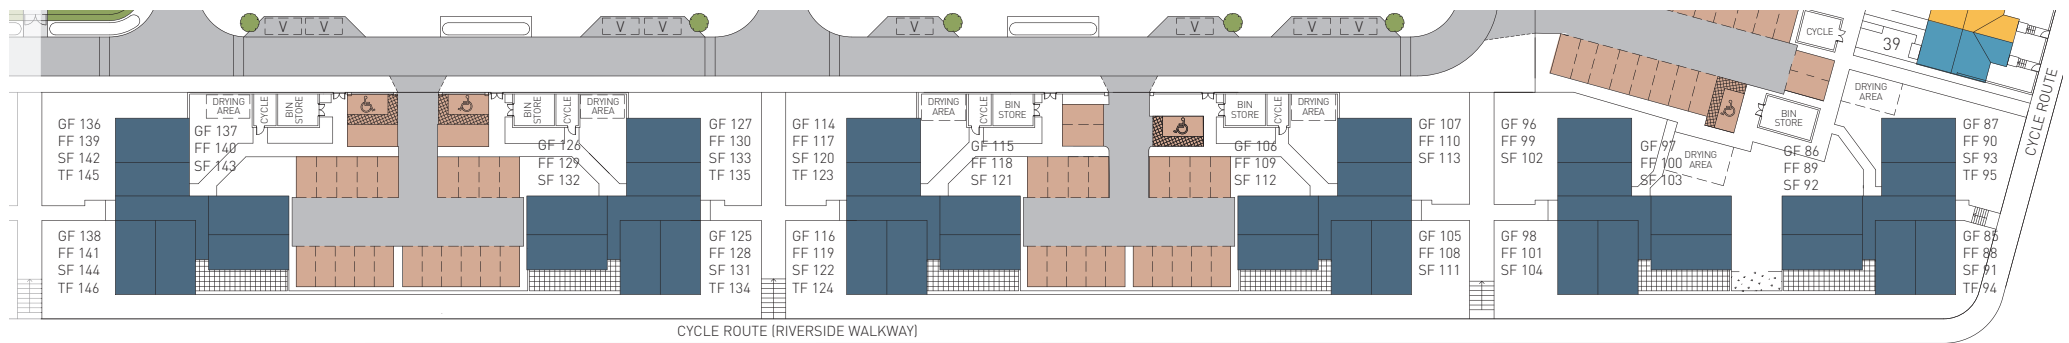 V V
V V
V
V
V V
CYCLE
39
CYCLE ROUTE
DRYING
AREA
CYCLE
BIN
STORE
BIN
STORE
CYCLE
DRYING
AREA
DRYING
AREA
CYCLE
BIN
STORE
BIN
STORE
CYCLE
DRYING
AREA
DRYING
AREA
BIN
STORE
DRYING
AREA
GF 136
FF 139
SF 142
TF 145
GF 137
FF 140
SF 143
GF 126
FF 129
SF 132
GF 127
FF 130
SF 133
TF 135
GF 114
FF 117
SF 120
TF 123
GF 115
FF 118
SF 121
GF 106
FF 109
SF 112
GF 107
FF 110
SF 113
GF 96
FF 99
SF 102
GF 97
FF 100
SF 103
GF 86
FF 89
SF 92
GF 87
FF 90
SF 93
TF 95
GF 138
FF 141
SF 144
TF 146
GF 125
FF 128
SF 131
TF 134
GF 116
FF 119
SF 122
TF 124
GF 105
FF 108
SF 111
GF 98
FF 101
SF 104
GF 85
FF 88
SF 91
TF 94
CYCLE ROUTE (RIVERSIDE WALKWAY)